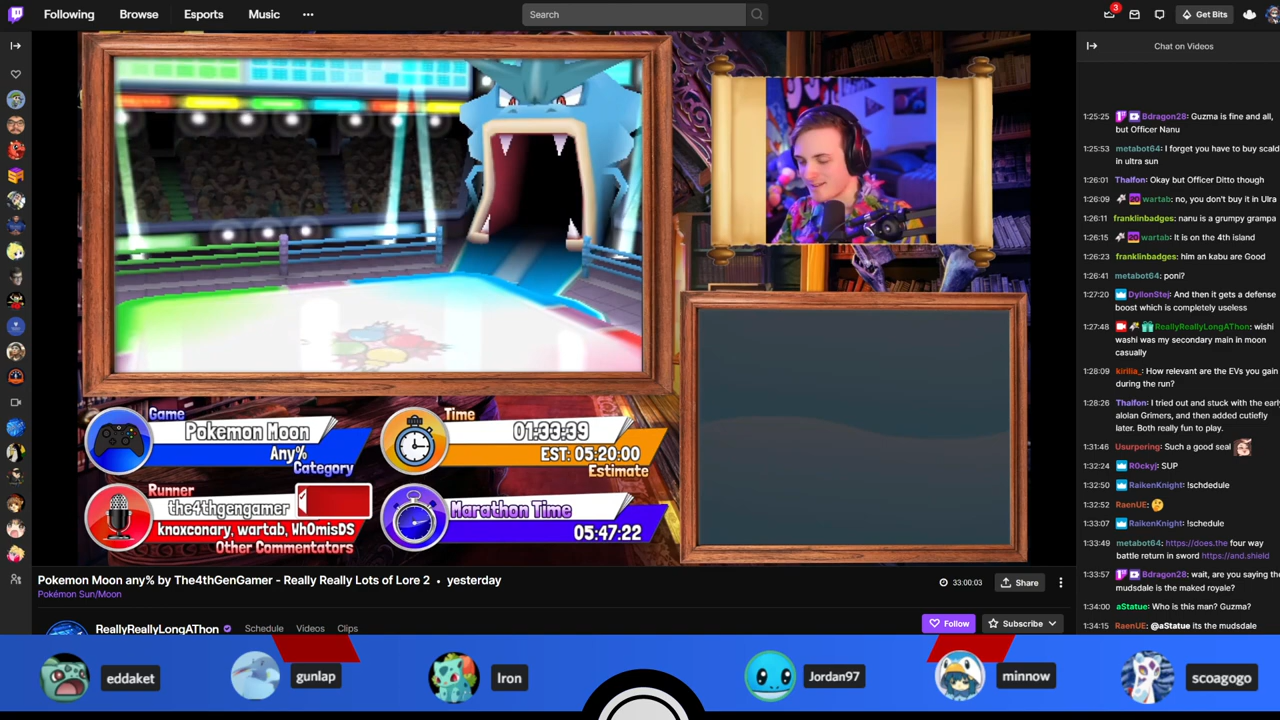 Following
Browse
Esports
Music
Search
3
Get Bits
Chat on Videos
1:25:25 Bdragon28: Guzma is fine and all,
but Officer Nanu
1:25:53 metabot64: I forget you have to buy scald
in ultra sun
1:26:01 Thalfon: Okay but Officer Ditto though
1:26:09 wartab: no, you don't buy it in Ulra
1:26:11 franklinbadges: nanu is a grumpy grampa
1:26:15 wartab: It is on the 4th island
1:26:23 franklinbadges: him an kabu are Good
1:26:41 metabot64: poni?
1:27:20 DyllonStej: And then it gets a defense
boost which is completely useless
1:27:48 ReallyReallyLongAThon: wishi
washi was my secondary main in moon
casually
1:28:09 kirilia_: How relevant are the EVs you gain
during the run?
1:28:26 Thalfon: I tried out and stuck with the early
alolan Grimers, and then added cutiefly
later. Both really fun to play.
1:31:46 Usurpering: Such a good seal
1:32:24 R0ckyj: SUP
1:32:50 RaikenKnight: !schdedule
1:32:52 RaenUE:
1:33:07 RaikenKnight: !schedule
1:33:49 metabot64: https://does.the four way
battle return in sword https://and.shield
1:33:57 Bdragon28: wait, are you saying the
mudsdale is the maked royale?
1:34:00 aStatue: Who is this man? Guzma?
1:34:15 RaenUE: @aStatue its the mudsdale
Game
Pokemon Moon
Any%
Category
Time
01:33:39
EST: 05:20:00
Estimate
Runner
the4thgengamer
knoxconary, wartab, WhOmisDS
Other Commentators
Marathon Time
05:47:22
Pokemon Moon any% by The4thGenGamer - Really Really Lots of Lore 2 • yesterday
Pokémon Sun/Moon
33:00:03
Share
ReallyReallyLongAThon
Schedule
Videos
Clips
Follow
Subscribe
eddaket
gunlap
Iron
Jordan97
minnow
scoagogo